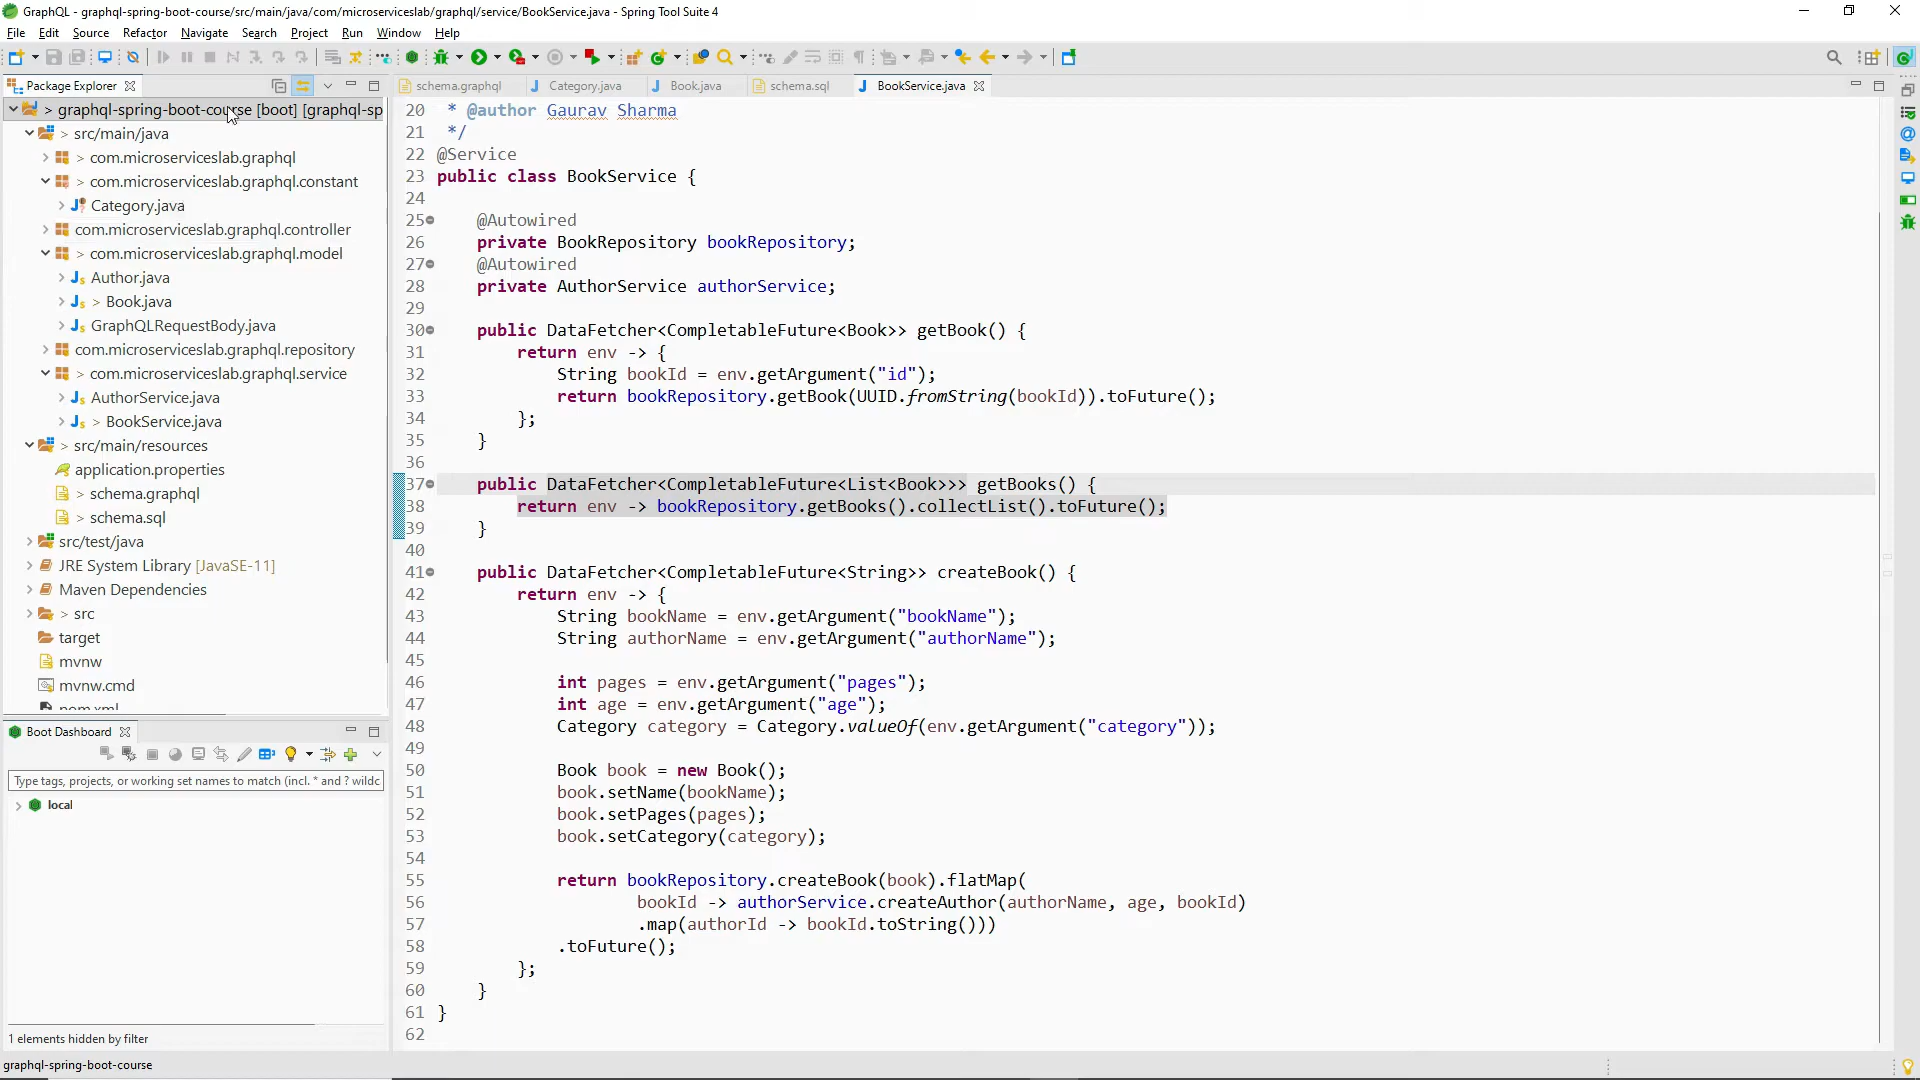 GraphQL - graphql-spring-boot-course/src/main/java/com/microserviceslab/graphql/service/BookService.java - Spring Tool Suite 4
File Edit Source Refactor Navigate Search Project Run Window Help
Package Explorer
schema.graphql Category.java Book.java schema.sql BookService.java
> graphql-spring-boot-course [boot] [graphql-sp
> src/main/java
> com.microserviceslab.graphql
> com.microserviceslab.graphql.constant
Category.java
com.microserviceslab.graphql.controller
> com.microserviceslab.graphql.model
Author.java
> Book.java
GraphQLRequestBody.java
com.microserviceslab.graphql.repository
> com.microserviceslab.graphql.service
AuthorService.java
> BookService.java
> src/main/resources
application.properties
> schema.graphql
> schema.sql
src/test/java
JRE System Library [JavaSE-11]
Maven Dependencies
> src
target
mvnw
mvnw.cmd
pom.xml
Boot Dashboard
Type tags, projects, or working set names to match (incl. * and ? wildc
local
1 elements hidden by filter
graphql-spring-boot-course
20 * @author Gaurav Sharma
21 */
22 @Service
23 public class BookService {
24
25 @Autowired
26 private BookRepository bookRepository;
27 @Autowired
28 private AuthorService authorService;
29
30 public DataFetcher<CompletableFuture<Book>> getBook() {
31 return env -> {
32 String bookId = env.getArgument("id");
33 return bookRepository.getBook(UUID.fromString(bookId)).toFuture();
34 };
35 }
36
37 public DataFetcher<CompletableFuture<List<Book>>> getBooks() {
38 return env -> bookRepository.getBooks().collectList().toFuture();
39 }
40
41 public DataFetcher<CompletableFuture<String>> createBook() {
42 return env -> {
43 String bookName = env.getArgument("bookName");
44 String authorName = env.getArgument("authorName");
45
46 int pages = env.getArgument("pages");
47 int age = env.getArgument("age");
48 Category category = Category.valueOf(env.getArgument("category"));
49
50 Book book = new Book();
51 book.setName(bookName);
52 book.setPages(pages);
53 book.setCategory(category);
54
55 return bookRepository.createBook(book).flatMap(
56 bookId -> authorService.createAuthor(authorName, age, bookId)
57 .map(authorId -> bookId.toString()))
58 .toFuture();
59 };
60 }
61 }
62